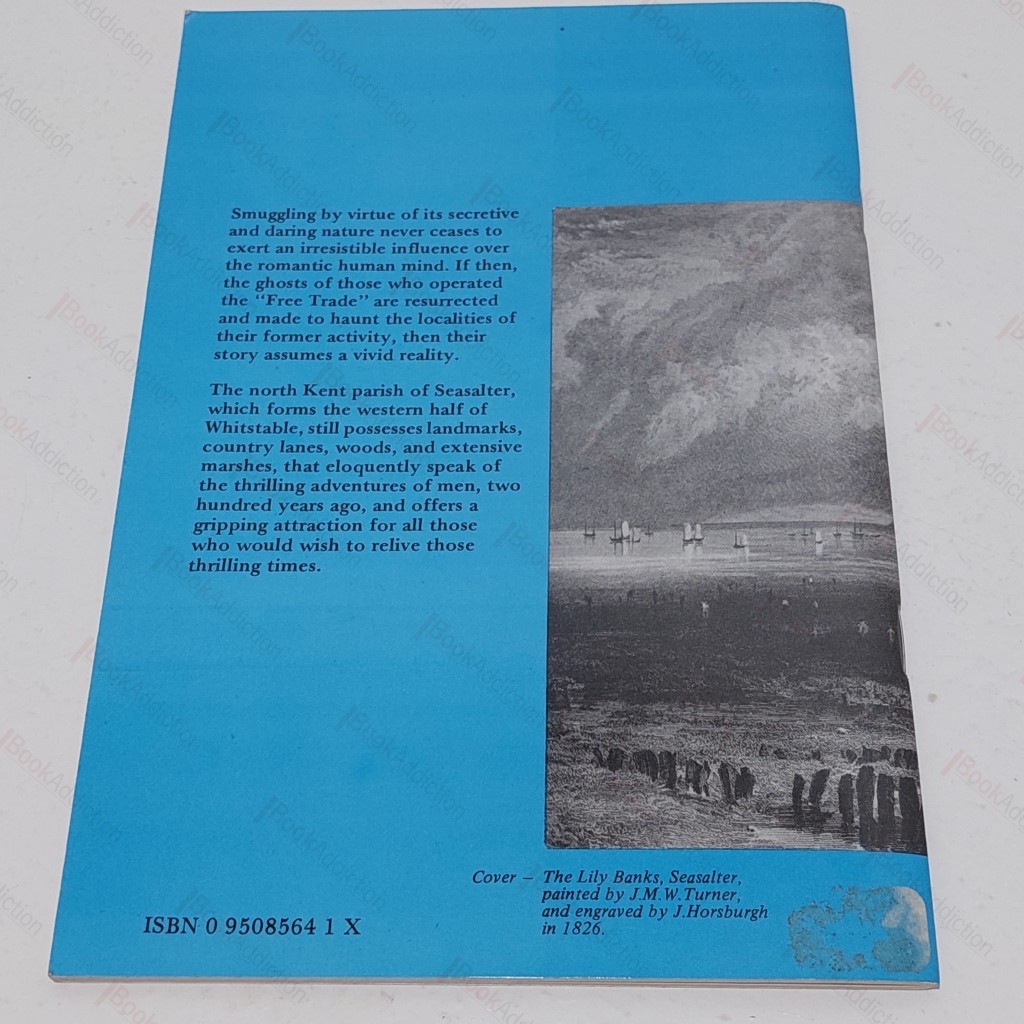 Smuggling by virtue of its secretive
and daring nature never ceases to
exert an irresistible influence over
the romantic human mind. If then,
the ghosts of those who operated
the "Free Trade" are resurrected
and made to haunt the localities of
their former activity, then their
story assumes a vivid reality.
The north Kent parish of Seasalter,
which forms the western half of
Whitstable, still possesses landmarks,
country lanes, woods, and extensive
marshes, that eloquently speak of
the thrilling adventures of men, two
hundred years ago, and offers a
gripping attraction for all those
who would wish to relive those
thrilling times.
Cover – The Lily Banks, Seasalter,
painted by J.M.W.Turner,
and engraved by J.Horsburgh
in 1826.
ISBN 0 9508564 1 X
BookAddiction